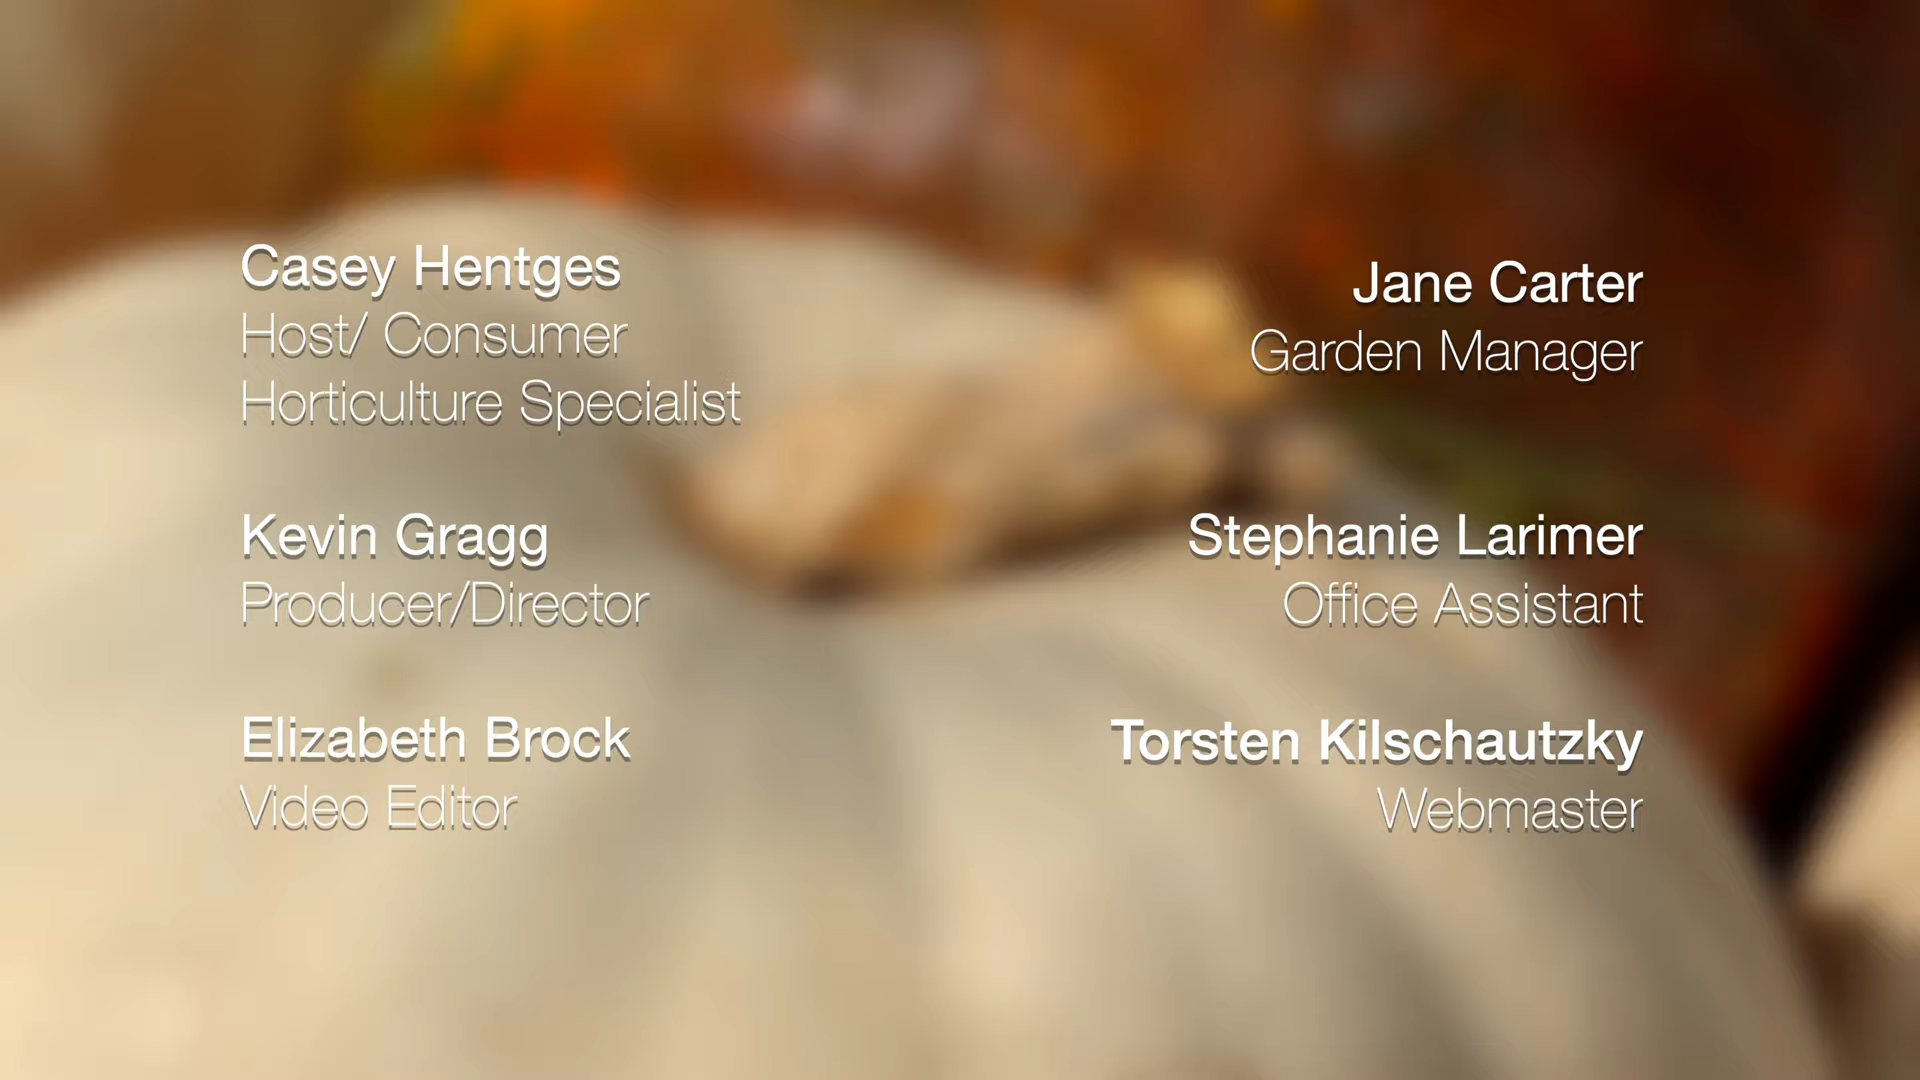 Casey Hentges
Host/ Consumer
Horticulture Specialist
Kevin Gragg
Producer/Director
Elizabeth Brock
Video Editor
Jane Carter
Garden Manager
Stephanie Larimer
Office Assistant
Torsten Kilschautzky
Webmaster